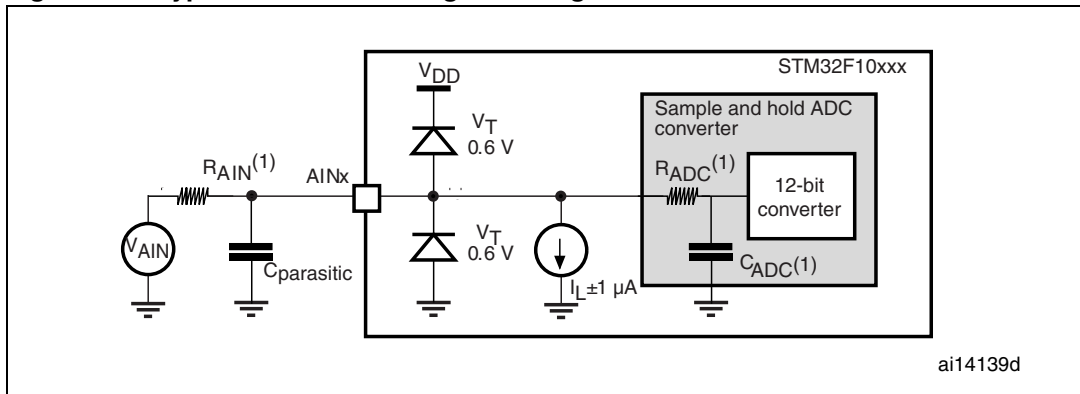 STM32F10xxx
VDD
Sample and hold ADC
converter
VT
0.6 V
RAIN(1)
AINx
RADC(1)
12-bit
converter
VAIN
Cparasitic
VT
0.6 V
IL±1 µA
CADC(1)
ai14139d